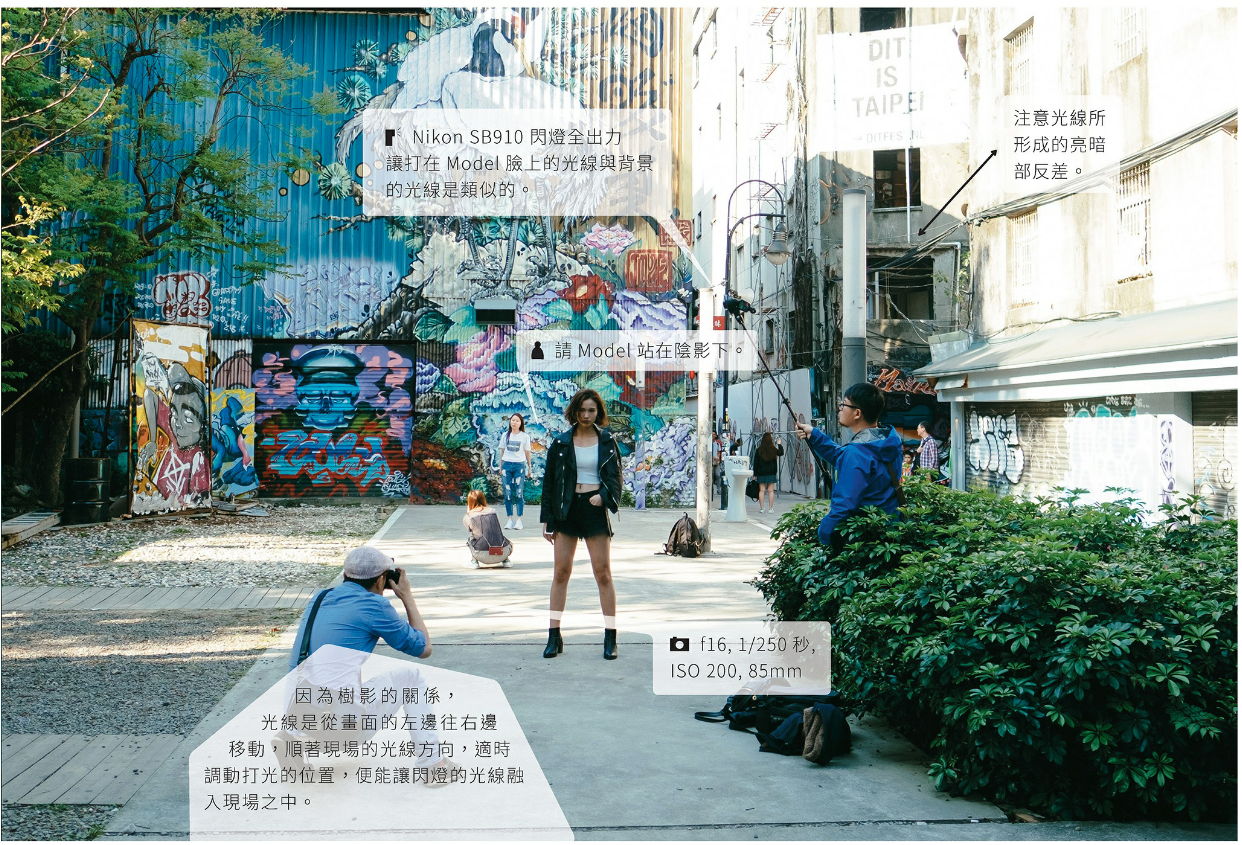 DIT
IS
TAIPEI
Nikon SB910 閃燈全出力
讓打在 Model 臉上的光線與背景
的光線是類似的。
注意光線所
形成的亮暗
部反差。
請 Model 站在陰影下。
f16, 1/250 秒,
ISO 200, 85mm
因為樹影的關係，
光線是從畫面的左邊往右邊
移動，順著現場的光線方向，適時
調動打光的位置，便能讓閃燈的光線融
入現場之中。